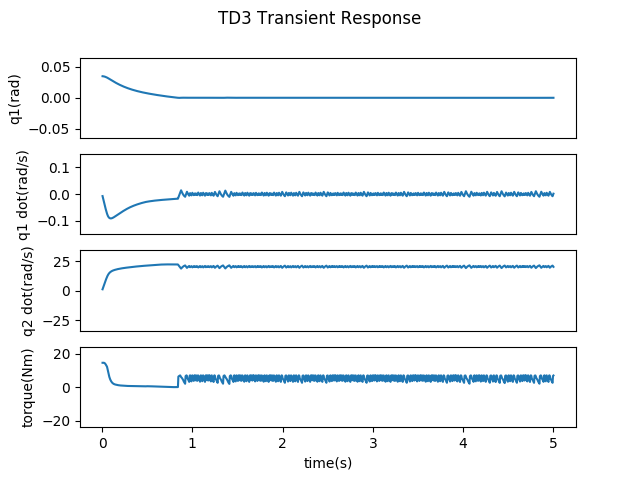 TD3 Transient Response
0.05
0.00
−0.05
q1(rad)
0.1
0.0
−0.1
q1 dot(rad/s)
25
0
−25
q2 dot(rad/s)
20
0
−20
torque(Nm)
0 1 2 3 4 5
time(s)